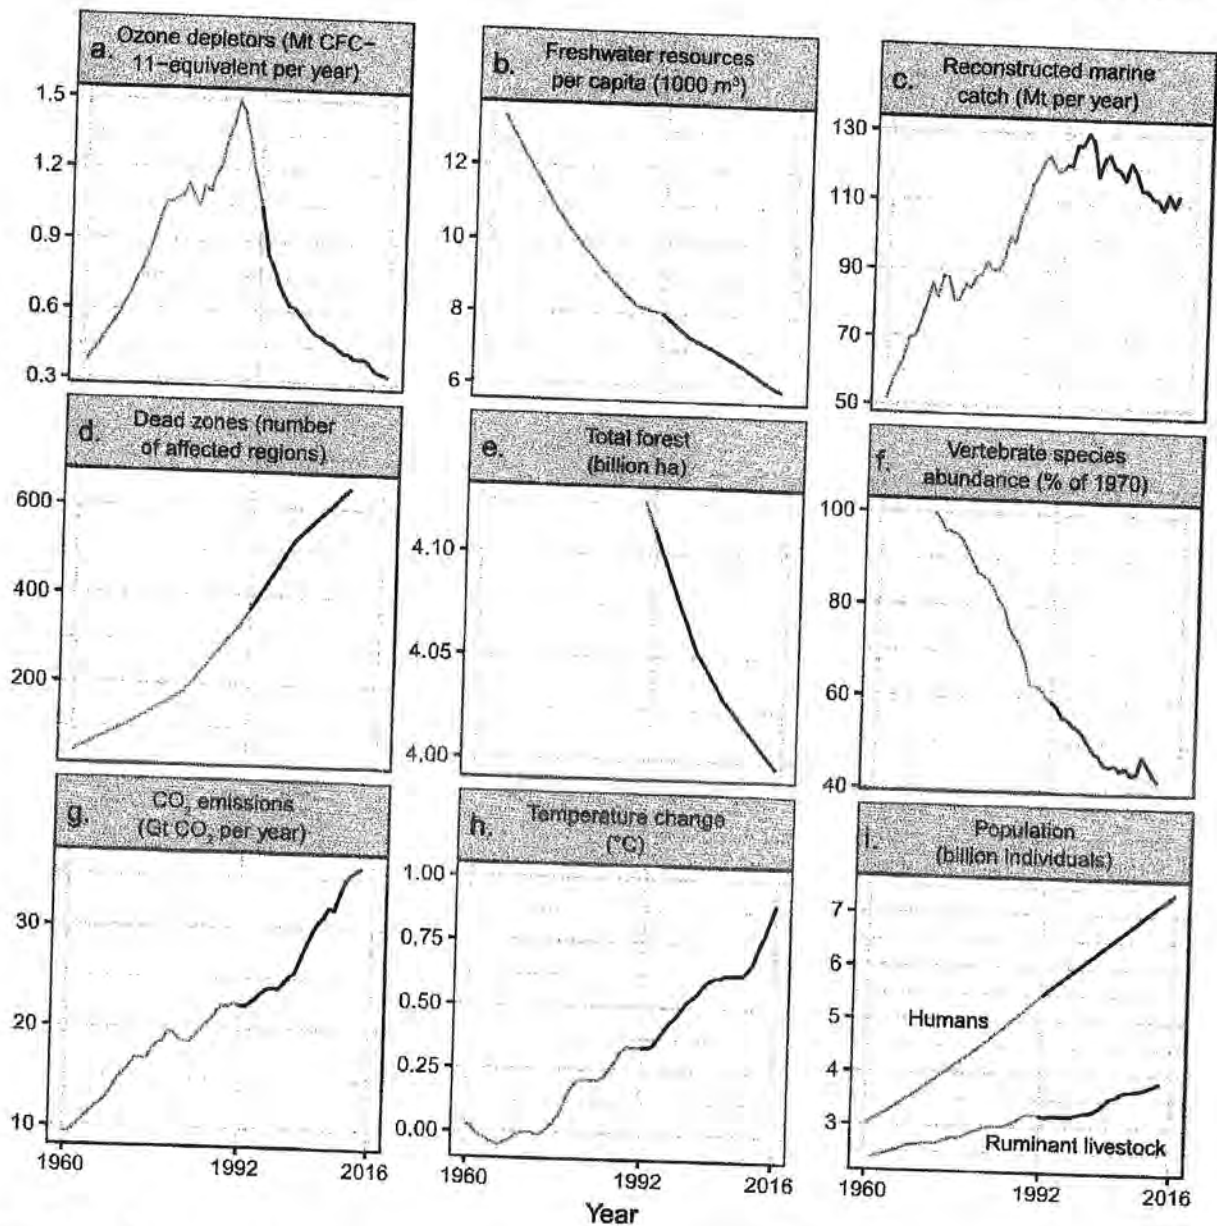 a. Ozone depletors (Mt CFC–
11–equivalent per year)
1.5
1.2
0.9
0.6
0.3
b. Freshwater resources
per capita (1000 m³)
12
10
8
6
c. Reconstructed marine
catch (Mt per year)
130
110
90
70
50
d. Dead zones (number
of affected regions)
600
400
200
e. Total forest
(billion ha)
4.10
4.05
4.00
f. Vertebrate species
abundance (% of 1970)
100
80
60
40
g. CO₂ emissions
(Gt CO₂ per year)
30
20
10
1960 1992 2016
h. Temperature change
(°C)
1.00
0.75
0.50
0.25
0.00
1960 1992 2016
i. Population
(billion individuals)
7
6
5
4
3
Humans
Ruminant livestock
1960 1992 2016
Year